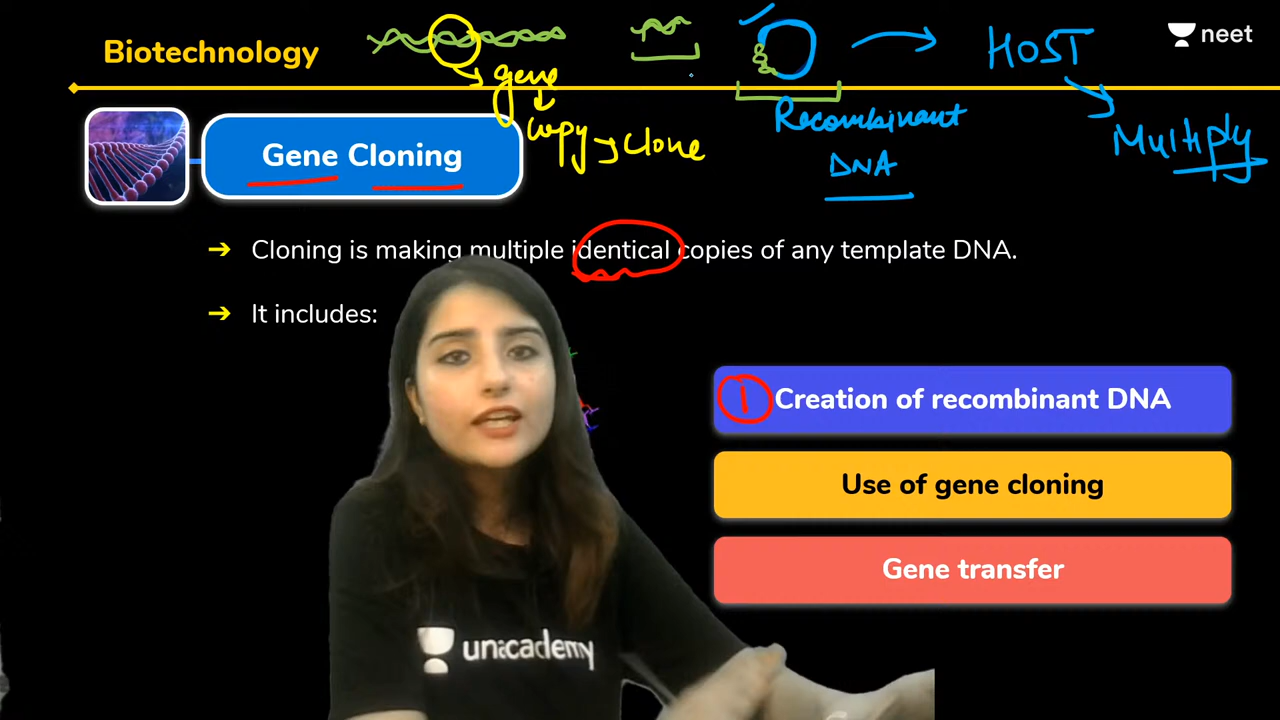 Biotechnology
neet
gene
Copy → Clone
HOST
Multiply
Recombinant
DNA
Gene Cloning
➔ Cloning is making multiple identical copies of any template DNA.
➔ It includes:
1 Creation of recombinant DNA
Use of gene cloning
Gene transfer
unacademy